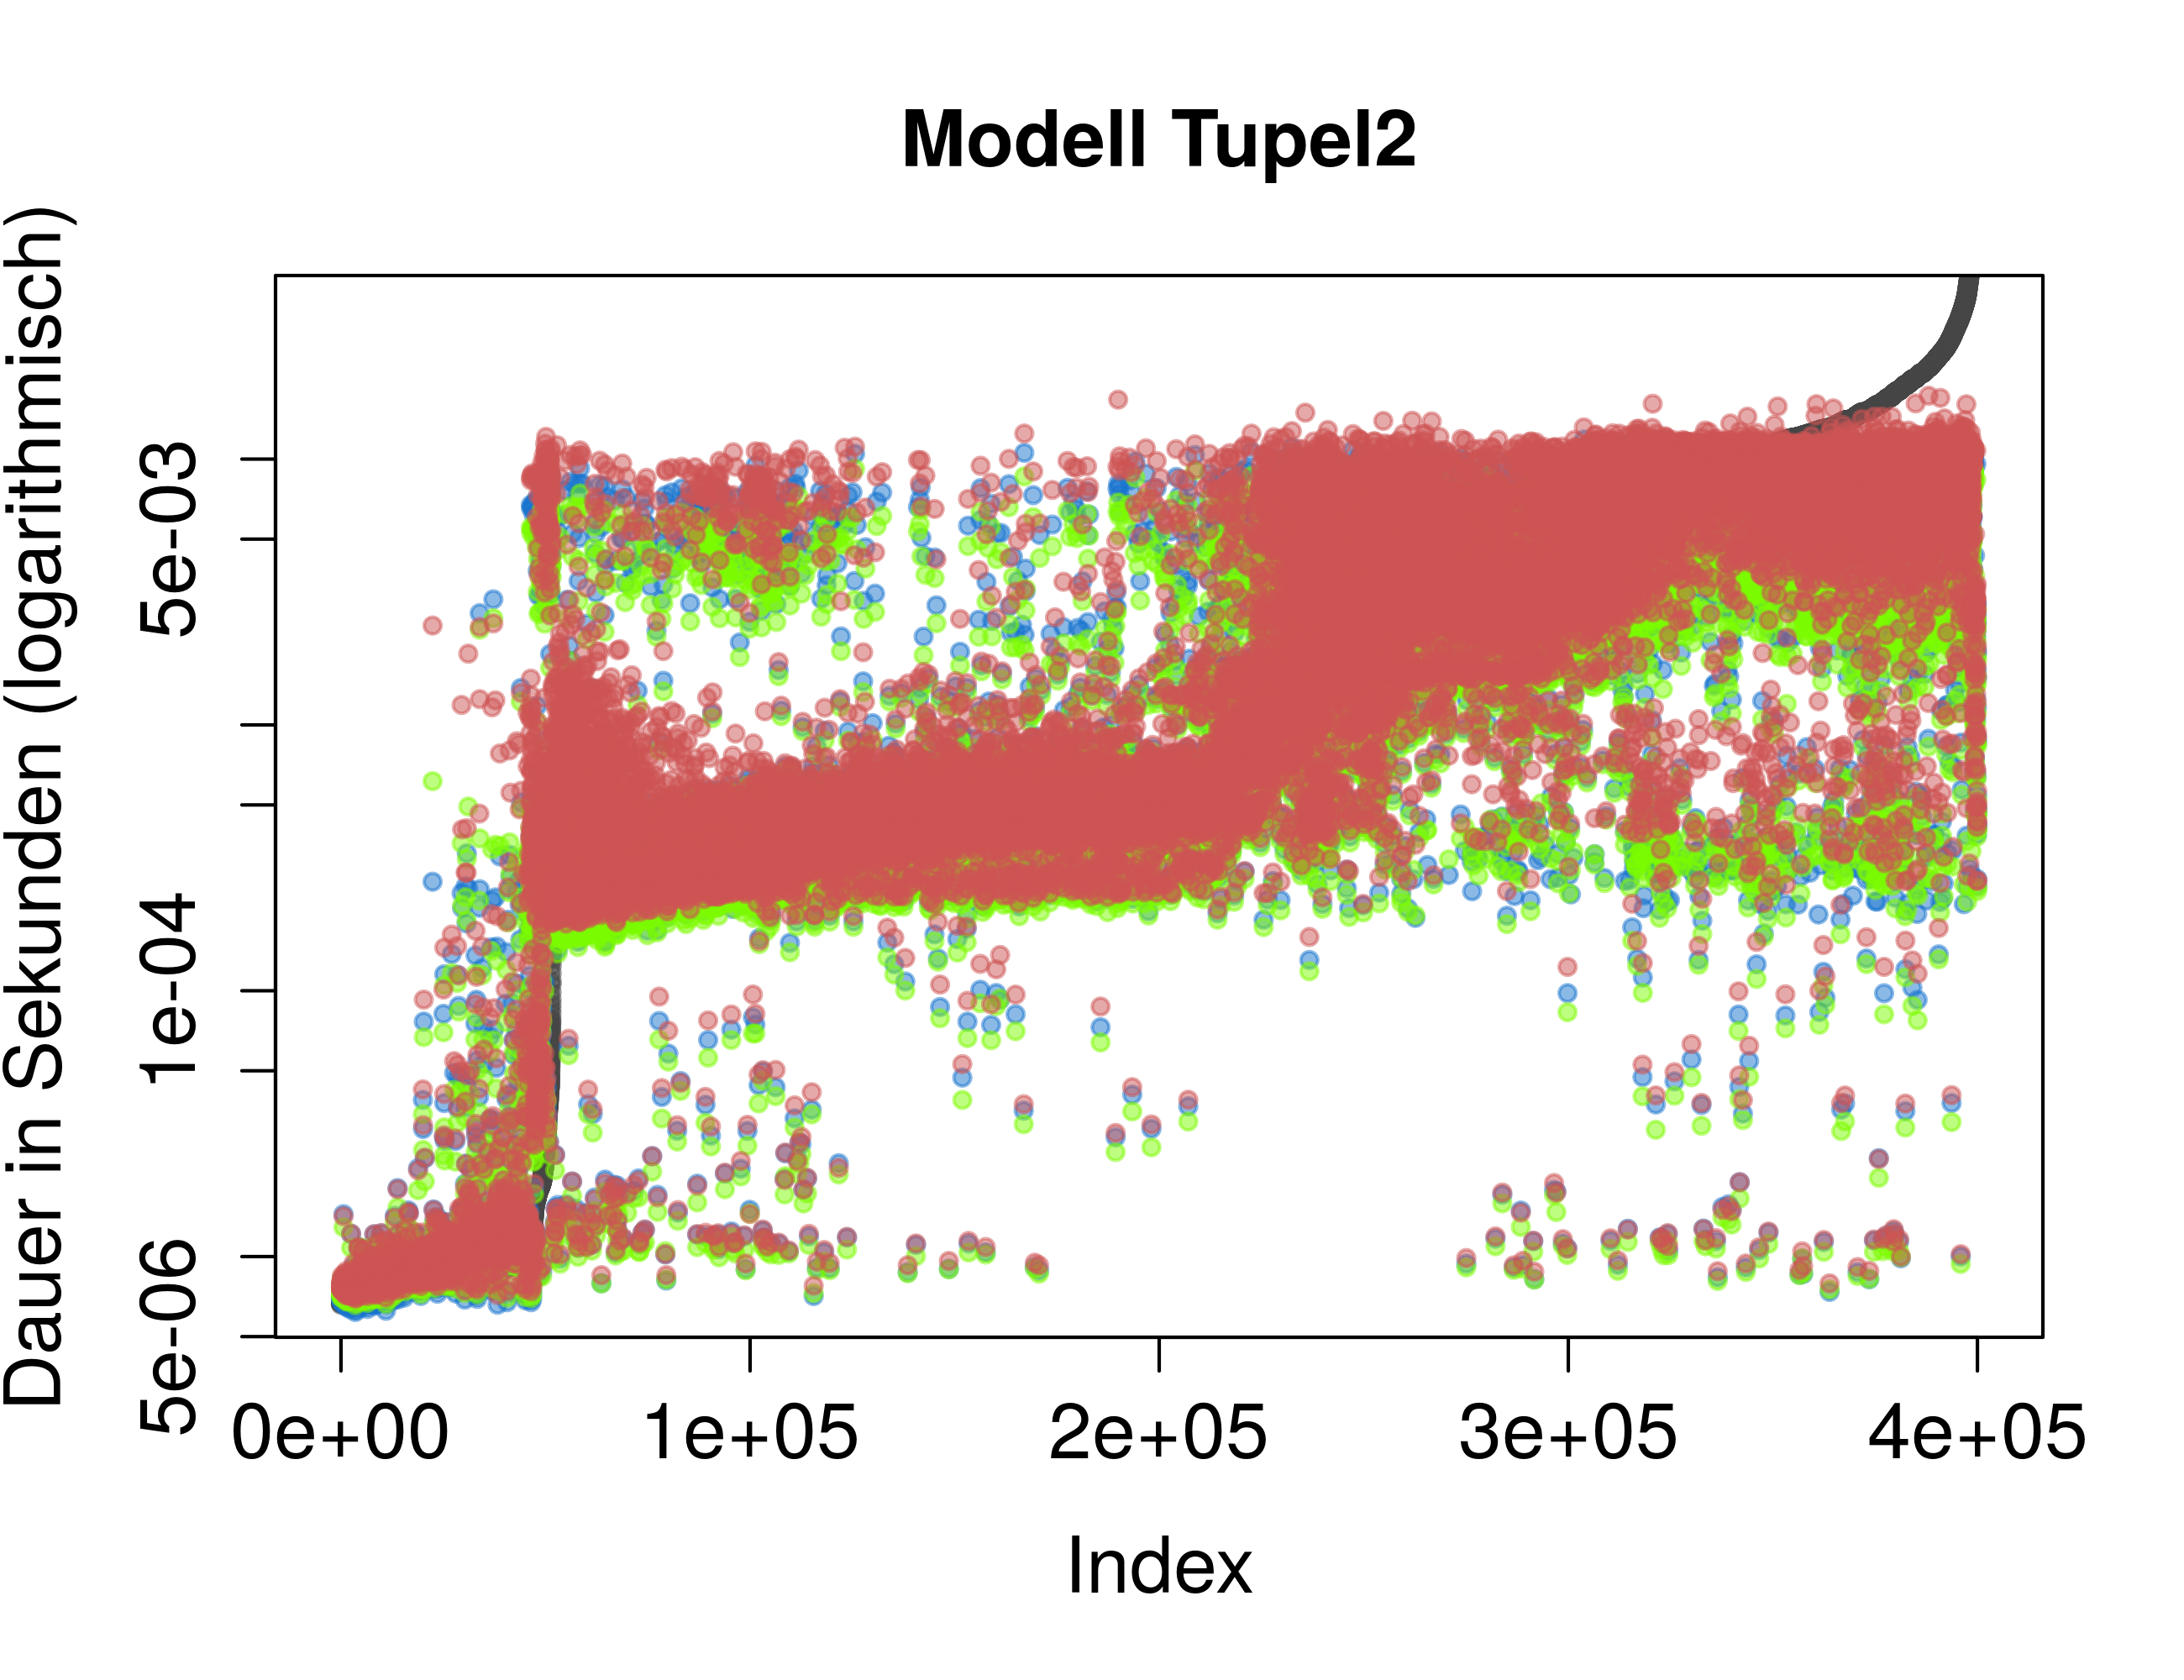 Modell Tupel2
Dauer in Sekunden (logarithmisch)
5e-03
1e-04
5e-06
0e+00 1e+05 2e+05 3e+05 4e+05
Index